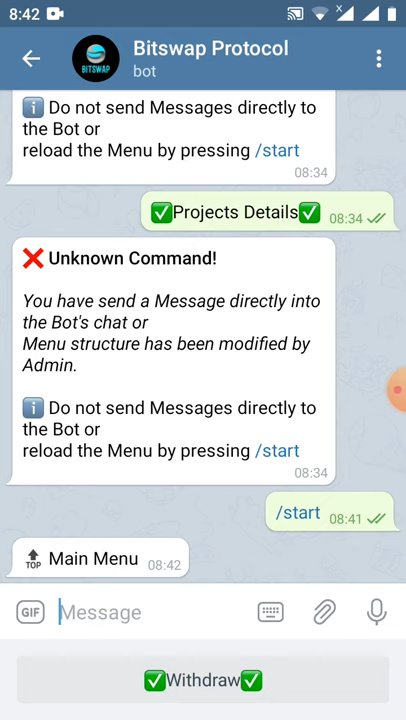 8:42
Bitswap Protocol
BITSWAP
bot
ℹ️ Do not send Messages directly to
the Bot or
reload the Menu by pressing /start
08:34
✅Projects Details✅ 08:34
❌ Unknown Command!
You have send a Message directly into
the Bot's chat or
Menu structure has been modified by
Admin.
ℹ️ Do not send Messages directly to
the Bot or
reload the Menu by pressing /start
08:34
/start 08:41
🔝 Main Menu 08:42
GIF Message
✅Withdraw✅